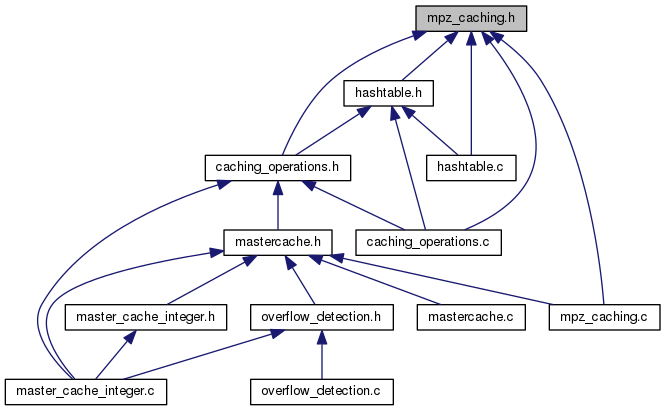 mpz_caching.h
hashtable.h
caching_operations.h
hashtable.c
mastercache.h
caching_operations.c
master_cache_integer.h
overflow_detection.h
mastercache.c
mpz_caching.c
master_cache_integer.c
overflow_detection.c